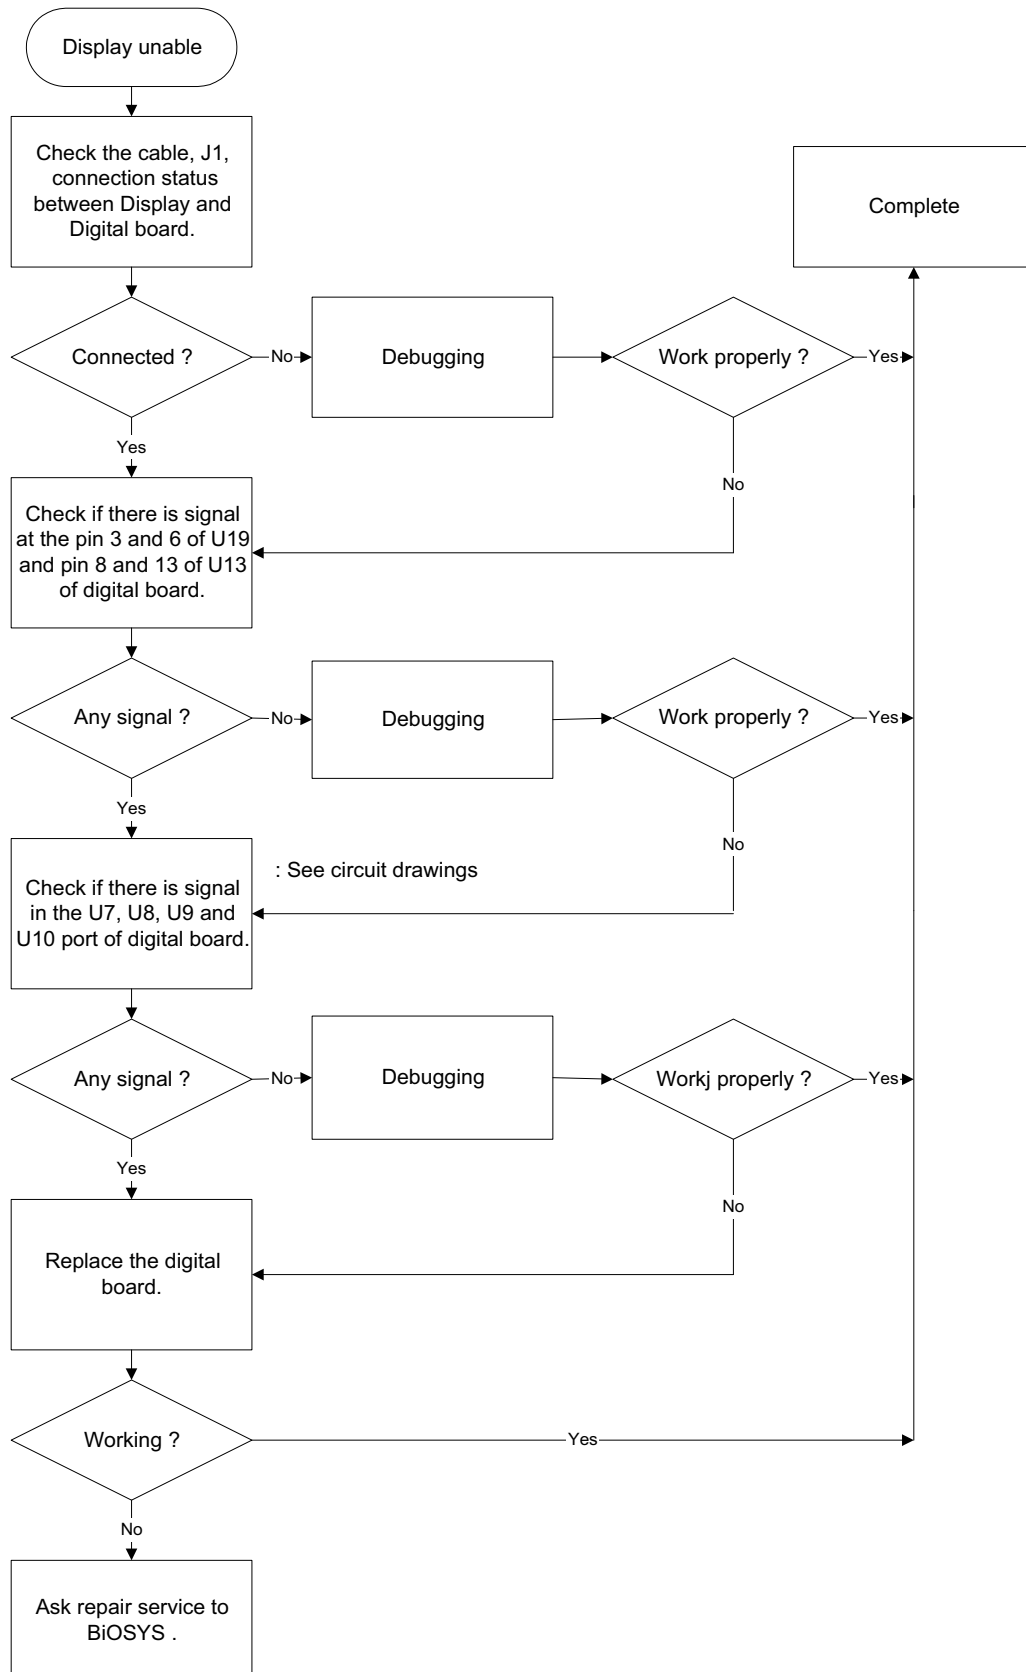 Display unable
Check the cable, J1,
connection status
between Display and
Digital board.
Complete
Connected ?
No
Debugging
Work properly ?
Yes
Yes
No
Check if there is signal
at the pin 3 and 6 of U19
and pin 8 and 13 of U13
of digital board.
Any signal ?
No
Debugging
Work properly ?
Yes
Yes
No
: See circuit drawings
Check if there is signal
in the U7, U8, U9 and
U10 port of digital board.
Any signal ?
No
Debugging
Workj properly ?
Yes
Yes
No
Replace the digital
board.
Working ?
Yes
No
Ask repair service to
BiOSYS .